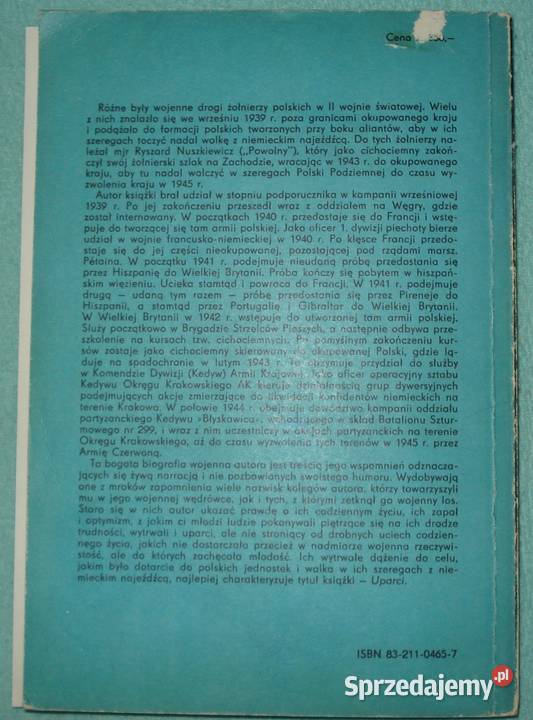 Cena
Różne były wojenne drogi żołnierzy polskich w II wojnie światowej. Wielu
z nich znalazło się we wrześniu 1939 r. poza granicami okupowanego kraju
i podążało do formacji polskich tworzonych przy boku aliantów, aby w ich
szeregach toczyć nadal walkę z niemieckim najeźdźcą. Do tych żołnierzy na-
leżał mjr Ryszard Nuszkiewicz („Powolny”), który jako cichociemny zakoń-
czył swój żołnierski szlak na Zachodzie, wracając w 1943 r. do okupowanego
kraju, aby tu nadal walczyć w szeregach Polski Podziemnej do czasu wy-
zwolenia kraju w 1945 r.
Autor książki brał udział w stopniu podporucznika w kampanii wrześniowej
1939 r. Po jej zakończeniu przeszedł wraz z oddziałem na Węgry, gdzie
został internowany. W początkach 1940 r. przedostaje się do Francji i wstę-
puje do tworzącej się tam armii polskiej. Jako oficer 1. dywizji piechoty bierze
udział w wojnie francusko-niemieckiej w 1940 r. Po klęsce Francji przedo-
staje się do jej części nieokupowanej, pozostającej pod rządami marsz.
Pétaina. W początku 1941 r. podejmuje nieudaną próbę przedostania się
przez Hiszpanię do Wielkiej Brytanii. Próba kończy się pobytem w hiszpań-
skim więzieniu. Ucieka stamtąd i powraca do Francji. W 1941 r. podejmuje
drugą – udaną tym razem – próbę przedostania się przez Pireneje do
Hiszpanii, a stamtąd przez Portugalię i Gibraltar do Wielkiej Brytanii.
W Wielkiej Brytanii w 1942 r. wstępuje do utworzonej tam armii polskiej.
Służy początkowo w Brygadzie Strzelców Pieszych, a następnie odbywa prze-
szkolenie na kursach tzw. cichociemnych. Po pomyślnym zakończeniu kur-
sów zostaje jako cichociemny skierowany do okupowanej Polski, gdzie lą-
duje na spadochronie w lutym 1943 r. Tu otrzymuje przydział do służby
w Komendzie Dywizji (Kedyw) Armii Krajowej. Jako oficer operacyjny sztabu
Kedywu Okręgu Krakowskiego AK kieruje działalnością grup dywersyjnych
podejmujących akcje zmierzające do likwidacji konfidentów niemieckich na
terenie Krakowa. W połowie 1944 r. obejmuje dowództwo kompanii oddziału
partyzanckiego Kedywu »Błyskawica«, wchodzącego w skład Batalionu Sztur-
mowego nr 299, i wraz z nim uczestniczy w akcjach partyzanckich na terenie
Okręgu Krakowskiego, aż do czasu wyzwolenia tych terenów w 1945 r. przez
Armię Czerwoną.
Ta bogata biografia wojenna autora jest treścią jego wspomnień odznacza-
jących się żywą narracją i nie pozbawionych swoistego humoru. Wydobywają
one z mroków zapomnienia wiele nazwisk kolegów autora, którzy towarzyszyli
mu w jego wojennej wędrówce, jak i tych, z którymi zetknął go wojenny los.
Stara się w nich autor ukazać prawdę o ich codziennym życiu, ich zapał
i optymizm, z jakim ci młodzi ludzie pokonywali piętrzące się na ich drodze
trudności, wytrwali i uparci, ale nie stroniący od drobnych uciech codzien-
nego życia, jakich nie dostarczała przecież w nadmiarze wojenna rzeczywi-
stość, ale do których zachęcała młodość. Ich wytrwałe dążenie do celu,
jakim było dotarcie do polskich jednostek i walka w ich szeregach z nie-
mieckim najeźdźcą, najlepiej charakteryzuje tytuł książki – Uparci.
ISBN 83-211-0465-7
Sprzedajemy.pl